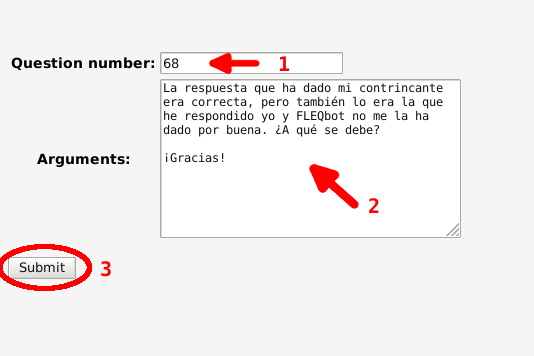 Question number: 68 1
La respuesta que ha dado mi contrincante
era correcta, pero también lo era la que
he respondido yo y FLEQbot no me la ha
dado por buena. ¿A qué se debe?
Arguments:
¡Gracias!
2
Submit 3